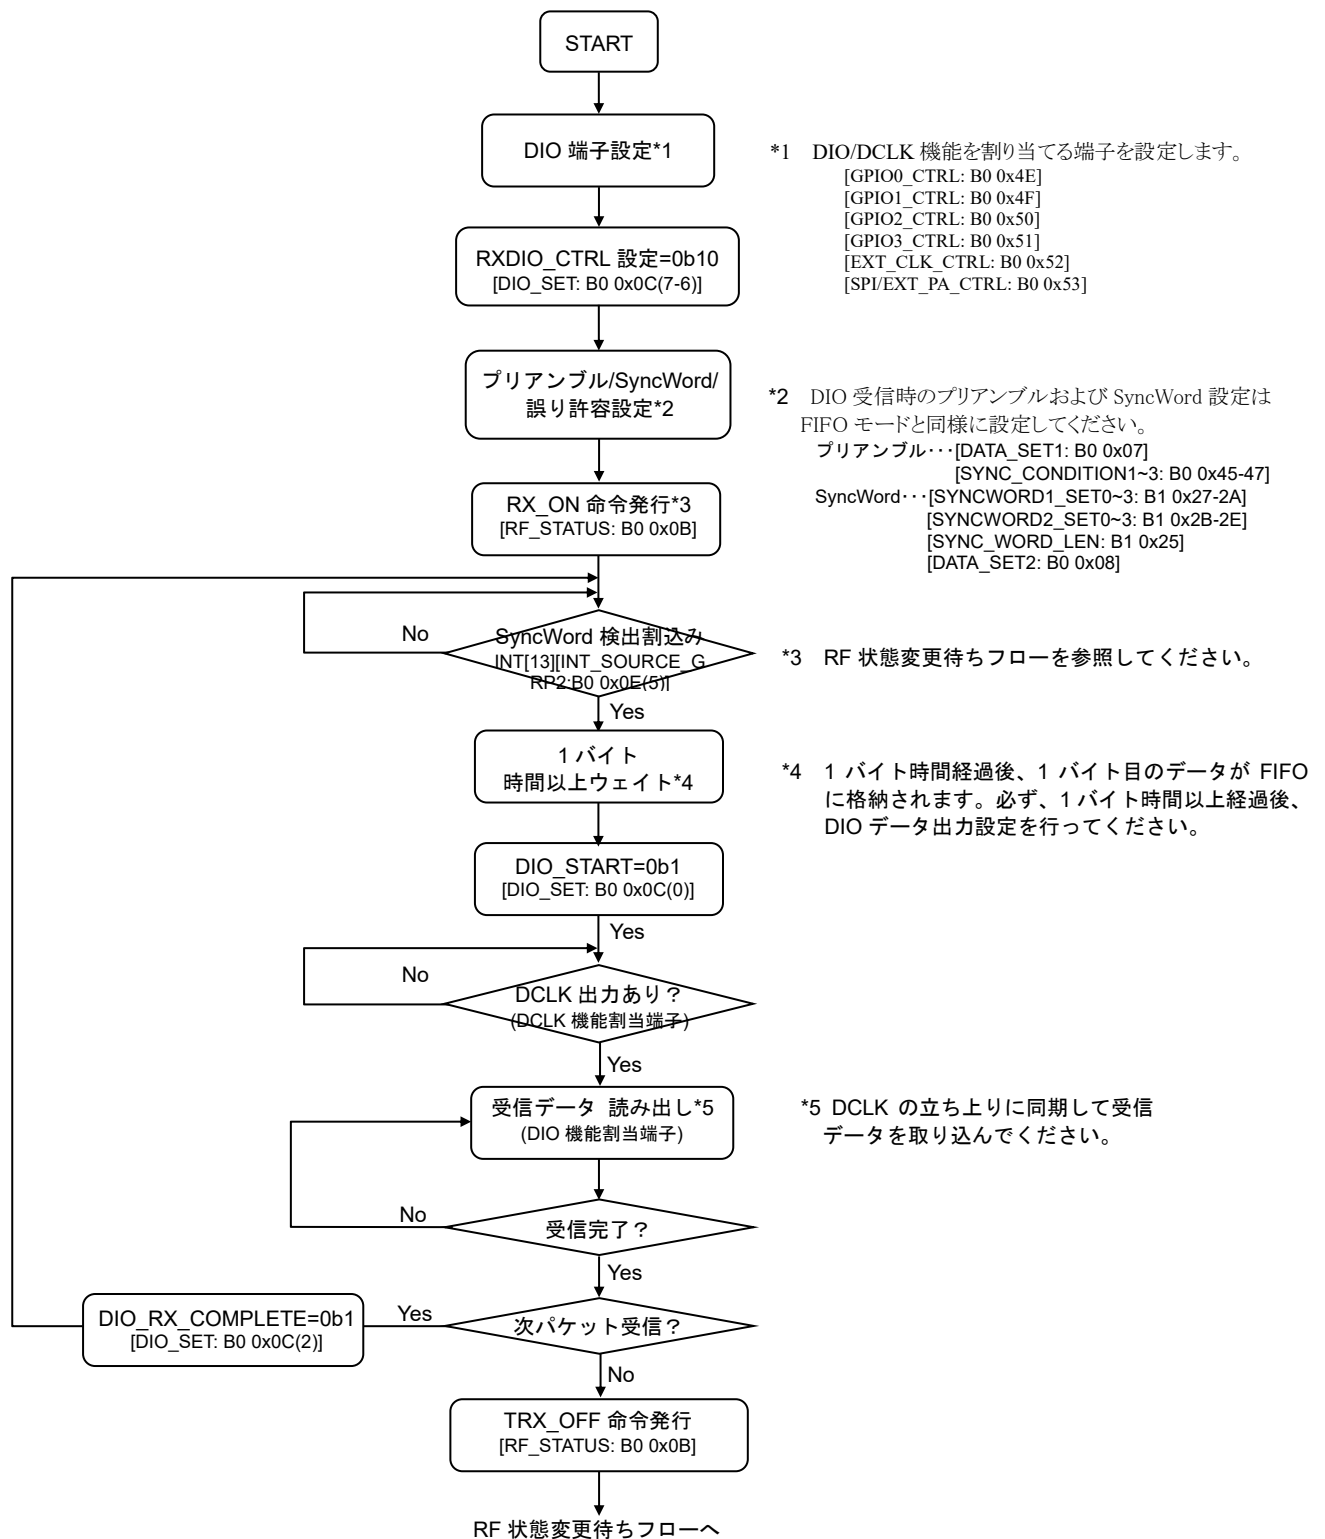 START
DIO 端子設定*1
*1 DIO/DCLK 機能を割り当てる端子を設定します。
[GPIO0_CTRL: B0 0x4E]
[GPIO1_CTRL: B0 0x4F]
[GPIO2_CTRL: B0 0x50]
[GPIO3_CTRL: B0 0x51]
[EXT_CLK_CTRL: B0 0x52]
[SPI/EXT_PA_CTRL: B0 0x53]
RXDIO_CTRL 設定=0b10
[DIO_SET: B0 0x0C(7-6)]
プリアンブル/SyncWord/
誤り許容設定*2
*2 DIO 受信時のプリアンブルおよび SyncWord 設定は
FIFO モードと同様に設定してください。
プリアンブル･･･[DATA_SET1: B0 0x07]
[SYNC_CONDITION1~3: B0 0x45-47]
SyncWord･･･[SYNCWORD1_SET0~3: B1 0x27-2A]
[SYNCWORD2_SET0~3: B1 0x2B-2E]
[SYNC_WORD_LEN: B1 0x25]
[DATA_SET2: B0 0x08]
RX_ON 命令発行*3
[RF_STATUS: B0 0x0B]
No
SyncWord 検出割込み
INT[13][INT_SOURCE_G
RP2:B0 0x0E(5)]
*3 RF 状態変更待ちフローを参照してください。
Yes
1 バイト
時間以上ウェイト*4
*4 1 バイト時間経過後、1 バイト目のデータが FIFO
に格納されます。必ず、1 バイト時間以上経過後、
DIO データ出力設定を行ってください。
DIO_START=0b1
[DIO_SET: B0 0x0C(0)]
Yes
No
DCLK 出力あり？
(DCLK 機能割当端子)
Yes
受信データ 読み出し*5
(DIO 機能割当端子)
*5 DCLK の立ち上りに同期して受信
データを取り込んでください。
No
受信完了？
Yes
DIO_RX_COMPLETE=0b1
[DIO_SET: B0 0x0C(2)]
Yes
次パケット受信？
No
TRX_OFF 命令発行
[RF_STATUS: B0 0x0B]
RF 状態変更待ちフローへ